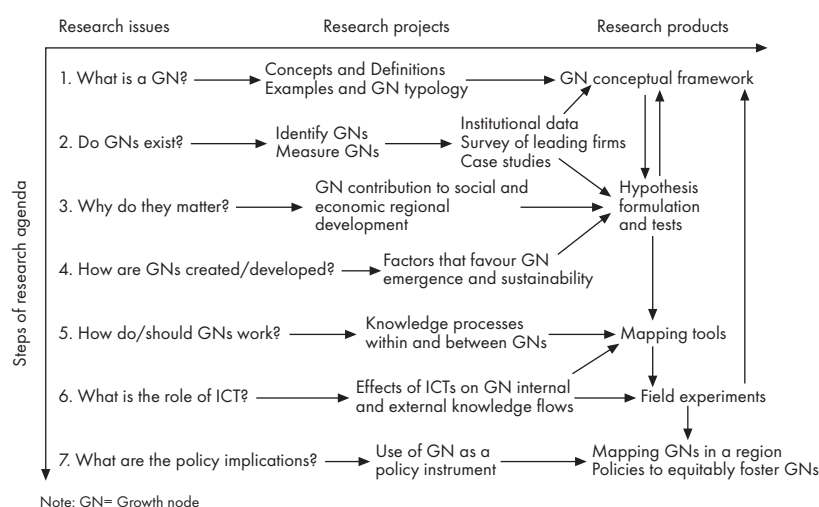 Research issues
Research projects
Research products
Steps of research agenda
1. What is a GN?
Concepts and Definitions
Examples and GN typology
GN conceptual framework
2. Do GNs exist?
Identify GNs
Measure GNs
Institutional data
Survey of leading firms
Case studies
3. Why do they matter?
GN contribution to social and
economic regional
development
Hypothesis
formulation
and tests
4. How are GNs created/developed?
Factors that favour GN
emergence and sustainability
5. How do/should GNs work?
Knowledge processes
within and between GNs
Mapping tools
6. What is the role of ICT?
Effects of ICTs on GN internal
and external knowledge flows
Field experiments
7. What are the policy implications?
Use of GN as a
policy instrument
Mapping GNs in a region
Policies to equitably foster GNs
Note: GN= Growth node